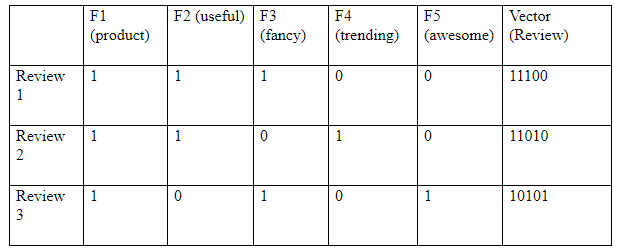 F1 (product) F2 (useful) F3 (fancy) F4 (trending) F5 (awesome) Vector (Review)
Review 1 1 1 1 0 0 11100
Review 2 1 1 0 1 0 11010
Review 3 1 0 1 0 1 10101